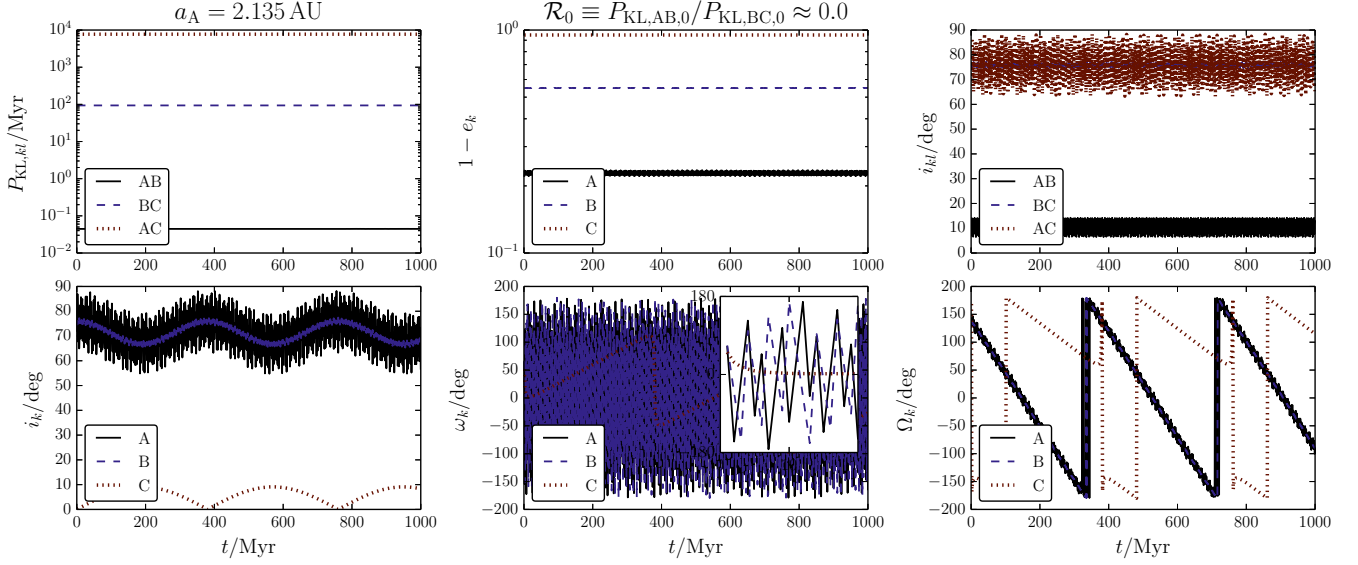 a_A = 2.135 AU
R_0 ≡ P_KL,AB,0/P_KL,BC,0 ≈ 0.0
10^4
10^3
10^2
10^1
10^0
10^−1
10^−2
P_KL,kl/Myr
AB
BC
AC
0 200 400 600 800 1000
10^0
10^−1
1 − e_k
A
B
C
0 200 400 600 800 1000
90
80
70
60
50
40
30
20
10
0
i_kl/deg
AB
BC
AC
0 200 400 600 800 1000
90
80
70
60
50
40
30
20
10
0
i_k/deg
A
B
C
0 200 400 600 800 1000
t/Myr
200
150
100
50
0
−50
−100
−150
−200
ω_k/deg
180
A
B
C
0 200 400 600 800 1000
t/Myr
200
150
100
50
0
−50
−100
−150
−200
Ω_k/deg
A
B
C
0 200 400 600 800 1000
t/Myr